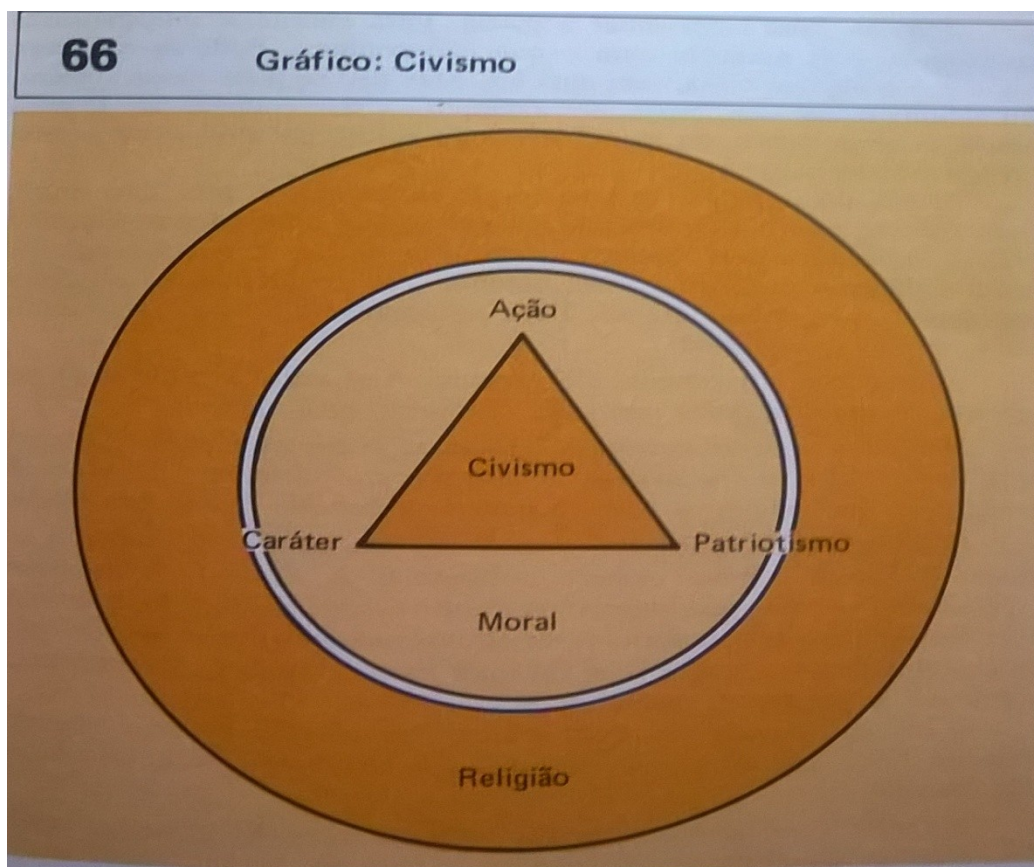 66 Gráfico: Civismo
Ação
Civismo
Caráter Patriotismo
Moral
Religião